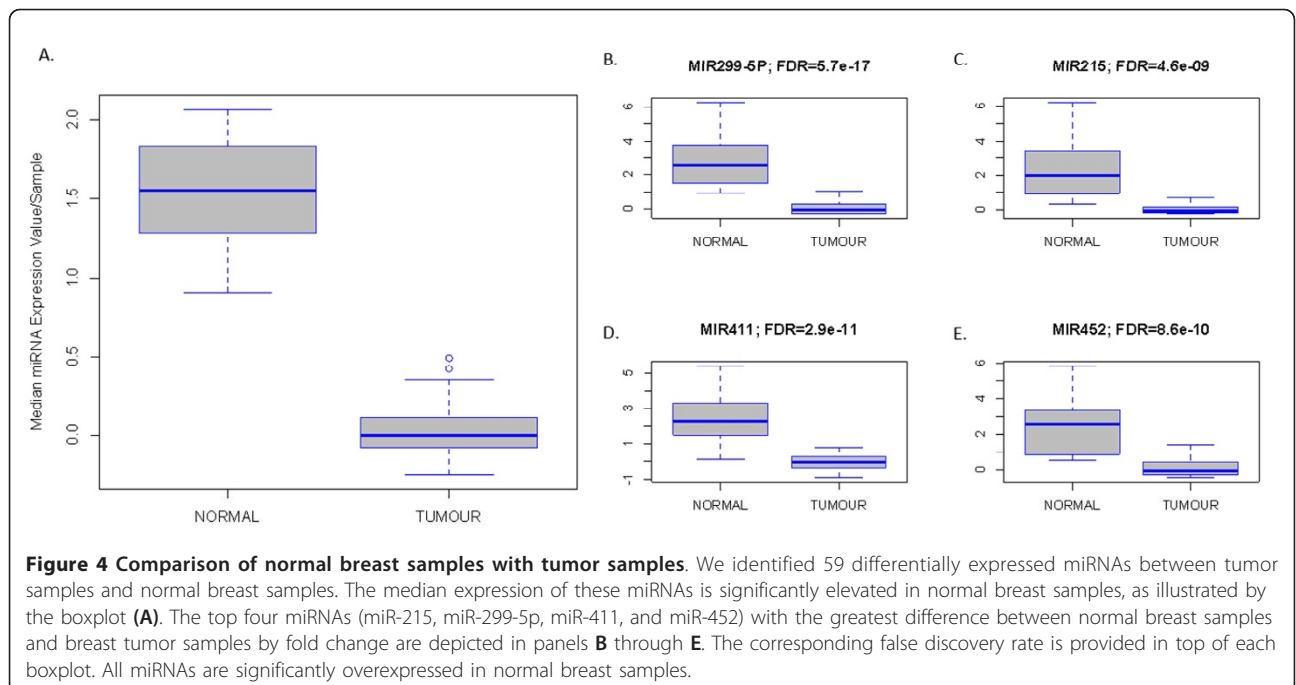 A.
Median miRNA Expression Value/Sample
2.0
1.5
1.0
0.5
0.0
NORMAL TUMOUR
B.
MIR299-5P; FDR=5.7e-17
6
4
2
0
NORMAL TUMOUR
C.
MIR215; FDR=4.6e-09
6
4
2
0
NORMAL TUMOUR
D.
MIR411; FDR=2.9e-11
5
3
1
-1
NORMAL TUMOUR
E.
MIR452; FDR=8.6e-10
6
4
2
0
NORMAL TUMOUR
Figure 4 Comparison of normal breast samples with tumor samples. We identified 59 differentially expressed miRNAs between tumor
samples and normal breast samples. The median expression of these miRNAs is significantly elevated in normal breast samples, as illustrated by
the boxplot (A). The top four miRNAs (miR-215, miR-299-5p, miR-411, and miR-452) with the greatest difference between normal breast samples
and breast tumor samples by fold change are depicted in panels B through E. The corresponding false discovery rate is provided in top of each
boxplot. All miRNAs are significantly overexpressed in normal breast samples.